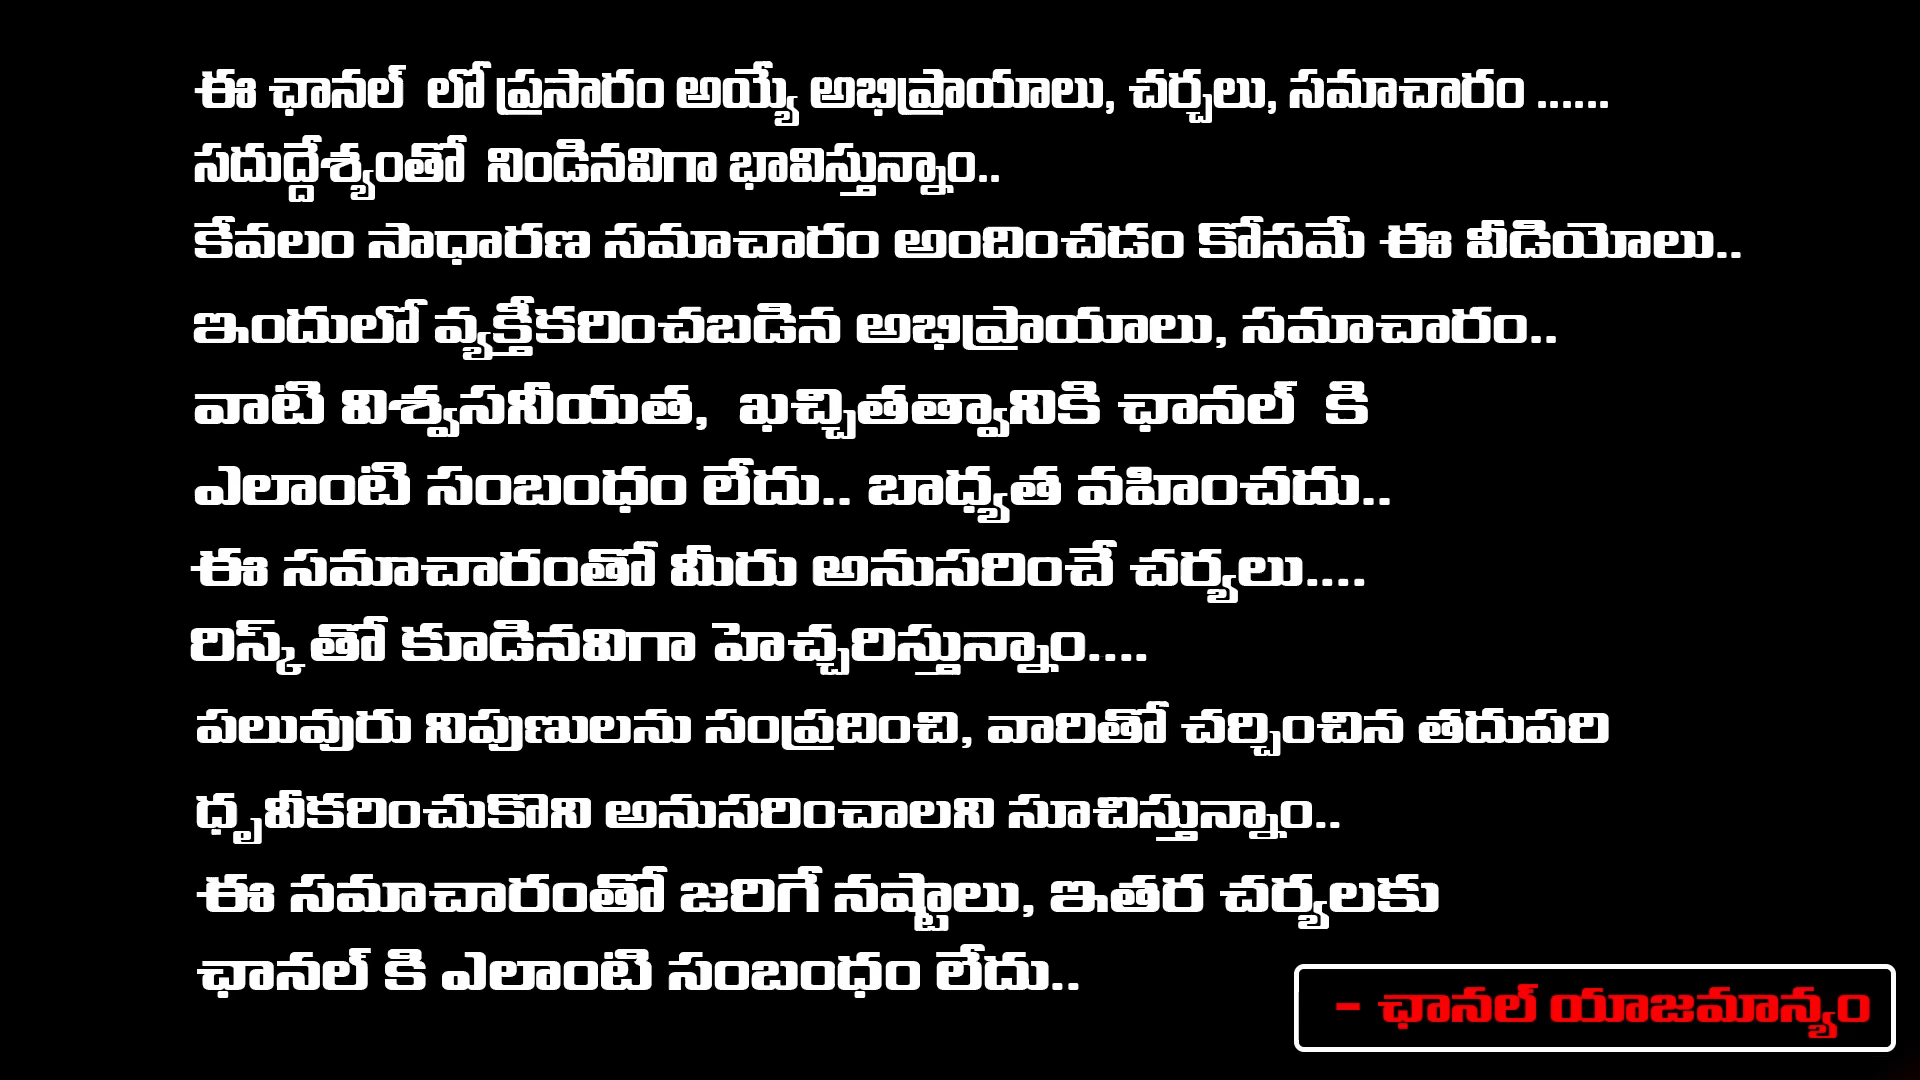 ఈ ఛానల్ లో ప్రసారం అయ్యే అభిప్రాయాలు, చర్చలు, సమాచారం ......
సదుద్దేశ్యంతో నిండినవిగా భావిస్తున్నాం..
కేవలం సాధారణ సమాచారం అందించడం కోసమే ఈ వీడియోలు..
ఇందులో వ్యక్తీకరించబడిన అభిప్రాయాలు, సమాచారం..
వాటి విశ్వసనీయత, ఖచ్చితత్వానికి ఛానల్ కి
ఎలాంటి సంబంధం లేదు.. బాధ్యత వహించదు..
ఈ సమాచారంతో మీరు అనుసరించే చర్యలు....
రిస్క్ తో కూడినవిగా హెచ్చరిస్తున్నాం....
పలువురు నిపుణులను సంప్రదించి, వారితో చర్చించిన తదుపరి
ధృవీకరించుకొని అనుసరించాలని సూచిస్తున్నాం..
ఈ సమాచారంతో జరిగే నష్టాలు, ఇతర చర్యలకు
ఛానల్ కి ఎలాంటి సంబంధం లేదు..
- ఛానల్ యాజమాన్యం